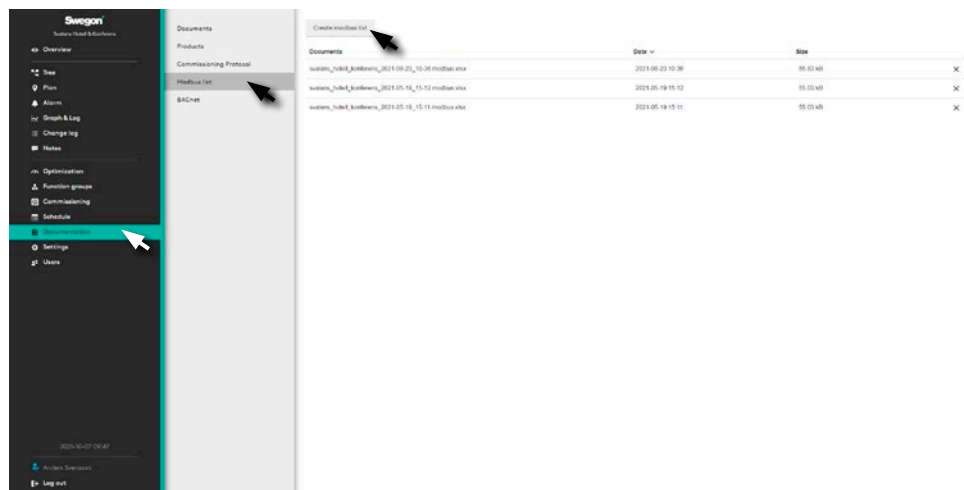 Swegon
Svalans Hotell & Konferens
Overview
Tree
Plan
Alarm
Graph & Log
Change log
Notes
Optimization
Function groups
Commissioning
Schedule
Documentation
Settings
Users
2021-10-07 09:47
Anders Svensson
Log out
Documents
Products
Commissioning Protocol
Modbus list
BACnet
Create modbus list
Documents Date Size
svalans_hotell_konferens_2021-08-23_10-36 modbus.xlsx 2021-08-23 10:36 55.03 kB
svalans_hotell_konferens_2021-05-19_15-12 modbus.xlsx 2021-05-19 15:12 55.03 kB
svalans_hotell_konferens_2021-05-19_15-11 modbus.xlsx 2021-05-19 15:11 55.03 kB